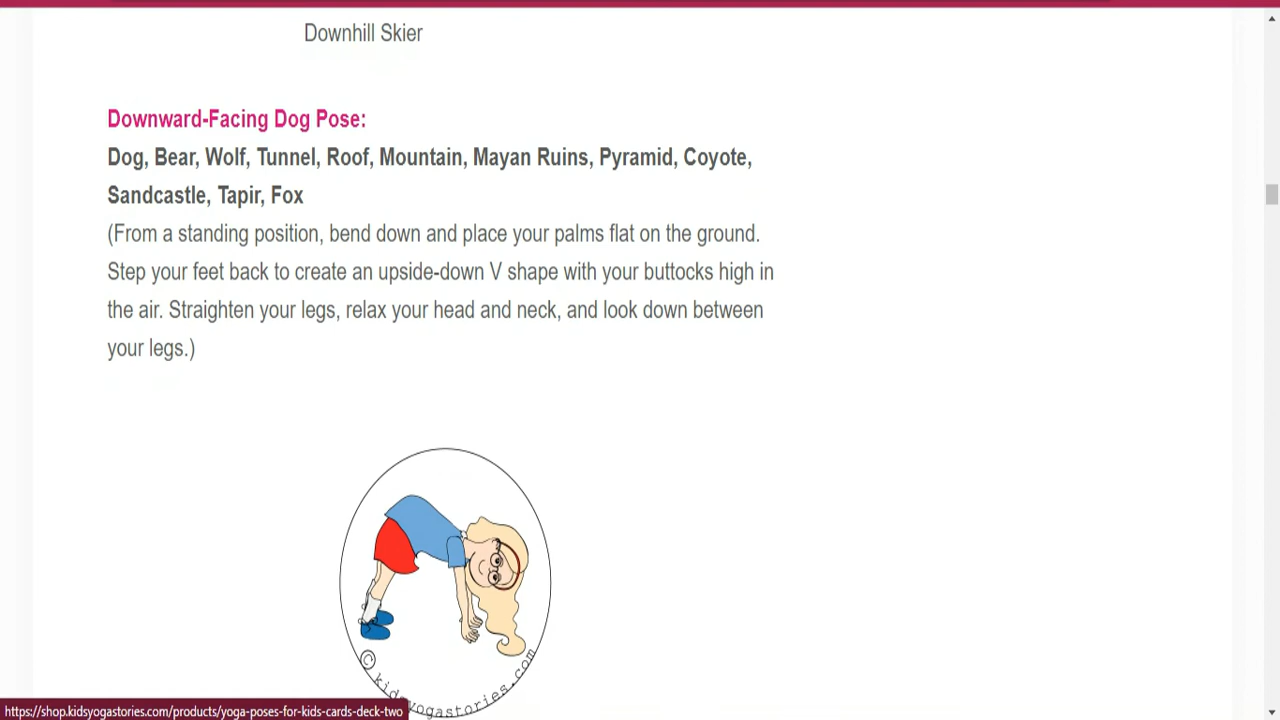 Downhill Skier
Downward-Facing Dog Pose:
Dog, Bear, Wolf, Tunnel, Roof, Mountain, Mayan Ruins, Pyramid, Coyote,
Sandcastle, Tapir, Fox
(From a standing position, bend down and place your palms flat on the ground.
Step your feet back to create an upside-down V shape with your buttocks high in
the air. Straighten your legs, relax your head and neck, and look down between
your legs.)
© kidsyogastories.com
https://shop.kidsyogastories.com/products/yoga-poses-for-kids-cards-deck-two